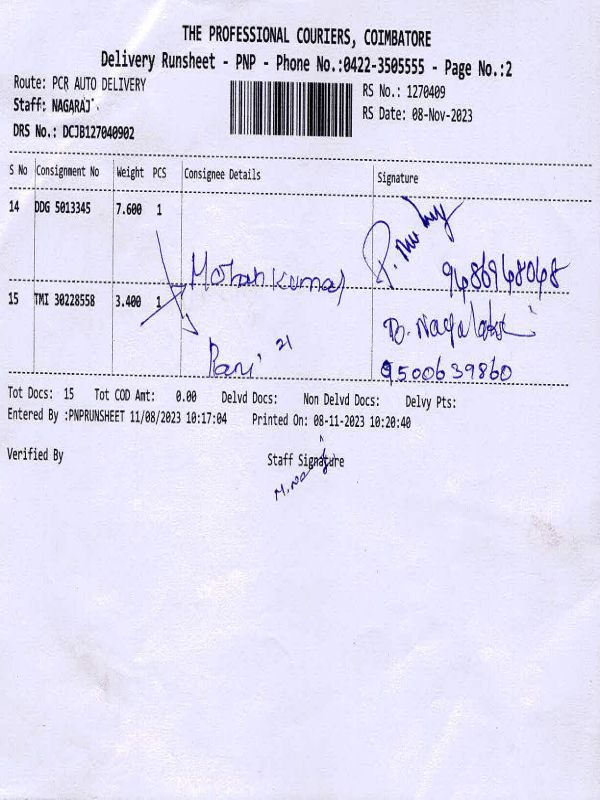 THE PROFESSIONAL COURIERS, COIMBATORE
Delivery Runsheet - PNP - Phone No.:0422-3505555 - Page No.:2
Route: PCR AUTO DELIVERY
RS No.: 1270409
Staff: NAGARAJ
RS Date: 08-Nov-2023
DRS No.: DCJB127040902
S No Consignment No Weight PCS Consignee Details Signature
14 DDG 5013345 7.600 1
Mohan Kumar 9486968068
15 TMI 30228558 3.400 1
B. Nagalakshmi
21
9500639860
Tot Docs: 15 Tot COD Amt: 0.00 Delvd Docs: Non Delvd Docs: Delvy Pts:
Entered By :PNPRUNSHEET 11/08/2023 10:17:04 Printed On: 08-11-2023 10:20:40
Verified By Staff Signature